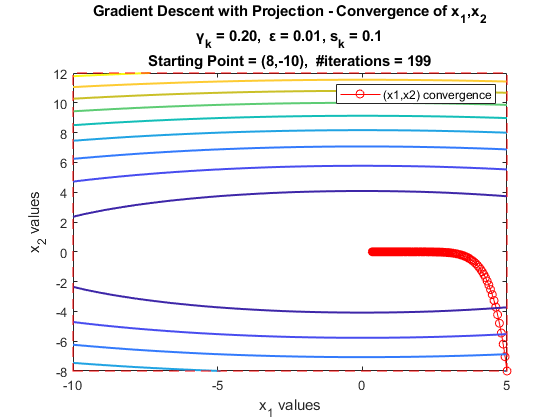 Gradient Descent with Projection - Convergence of x₁,x₂
γₖ = 0.20, ε = 0.01, sₖ = 0.1
Starting Point = (8,-10), #iterations = 199
12
10
8
6
4
2
0
-2
-4
-6
-8
x₂ values
(x1,x2) convergence
-10
-5
0
5
x₁ values